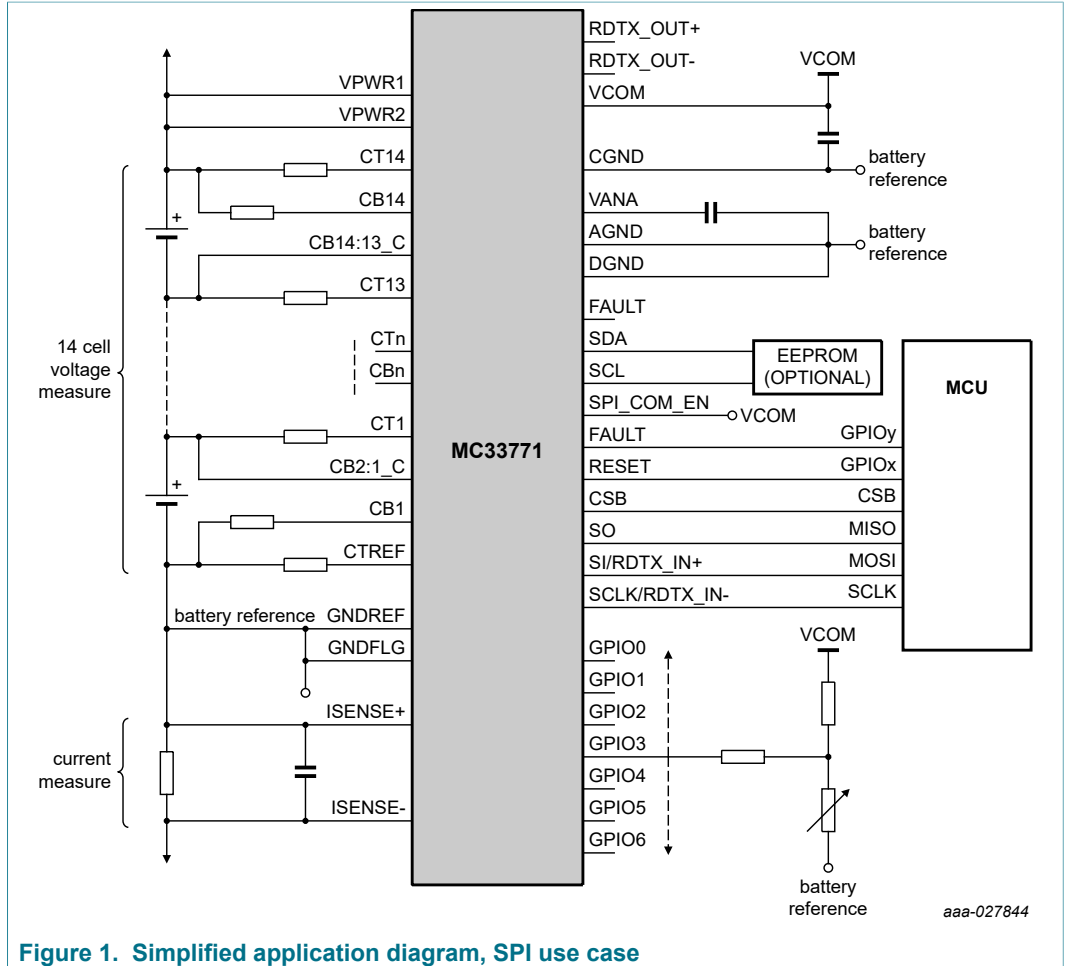 RDTX_OUT+
RDTX_OUT-
VCOM
VPWR1
VCOM
VPWR2
CT14
CGND
battery
reference
CB14
VANA
+
AGND
battery
reference
CB14:13_C
DGND
CT13
FAULT
14 cell
voltage
measure
CTn
SDA
EEPROM
(OPTIONAL)
CBn
SCL
MCU
SPI_COM_EN
VCOM
CT1
MC33771
FAULT
GPIOy
CB2:1_C
RESET
GPIOx
+
CSB
CSB
CB1
SO
MISO
CTREF
SI/RDTX_IN+
MOSI
SCLK/RDTX_IN-
SCLK
battery reference
GNDREF
VCOM
GNDFLG
GPIO0
GPIO1
ISENSE+
GPIO2
current
measure
GPIO3
GPIO4
ISENSE-
GPIO5
GPIO6
battery
reference
aaa-027844
Figure 1. Simplified application diagram, SPI use case